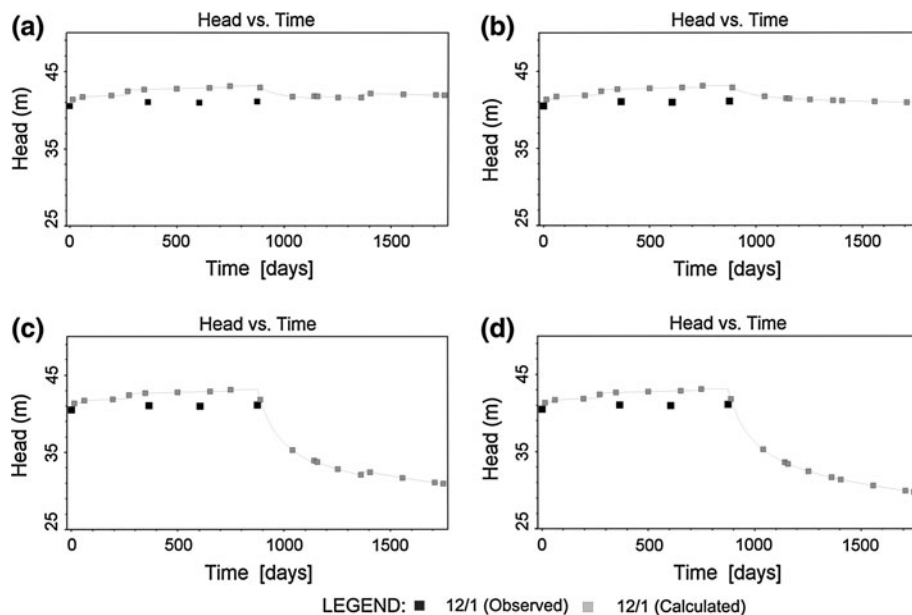 (a) Head vs. Time
45
35
25
Head (m)
0 500 1000 1500
Time [days]
(b) Head vs. Time
45
35
25
Head (m)
0 500 1000 1500
Time [days]
(c) Head vs. Time
45
35
25
Head (m)
0 500 1000 1500
Time [days]
(d) Head vs. Time
45
35
25
Head (m)
0 500 1000 1500
Time [days]
LEGEND: 12/1 (Observed) 12/1 (Calculated)